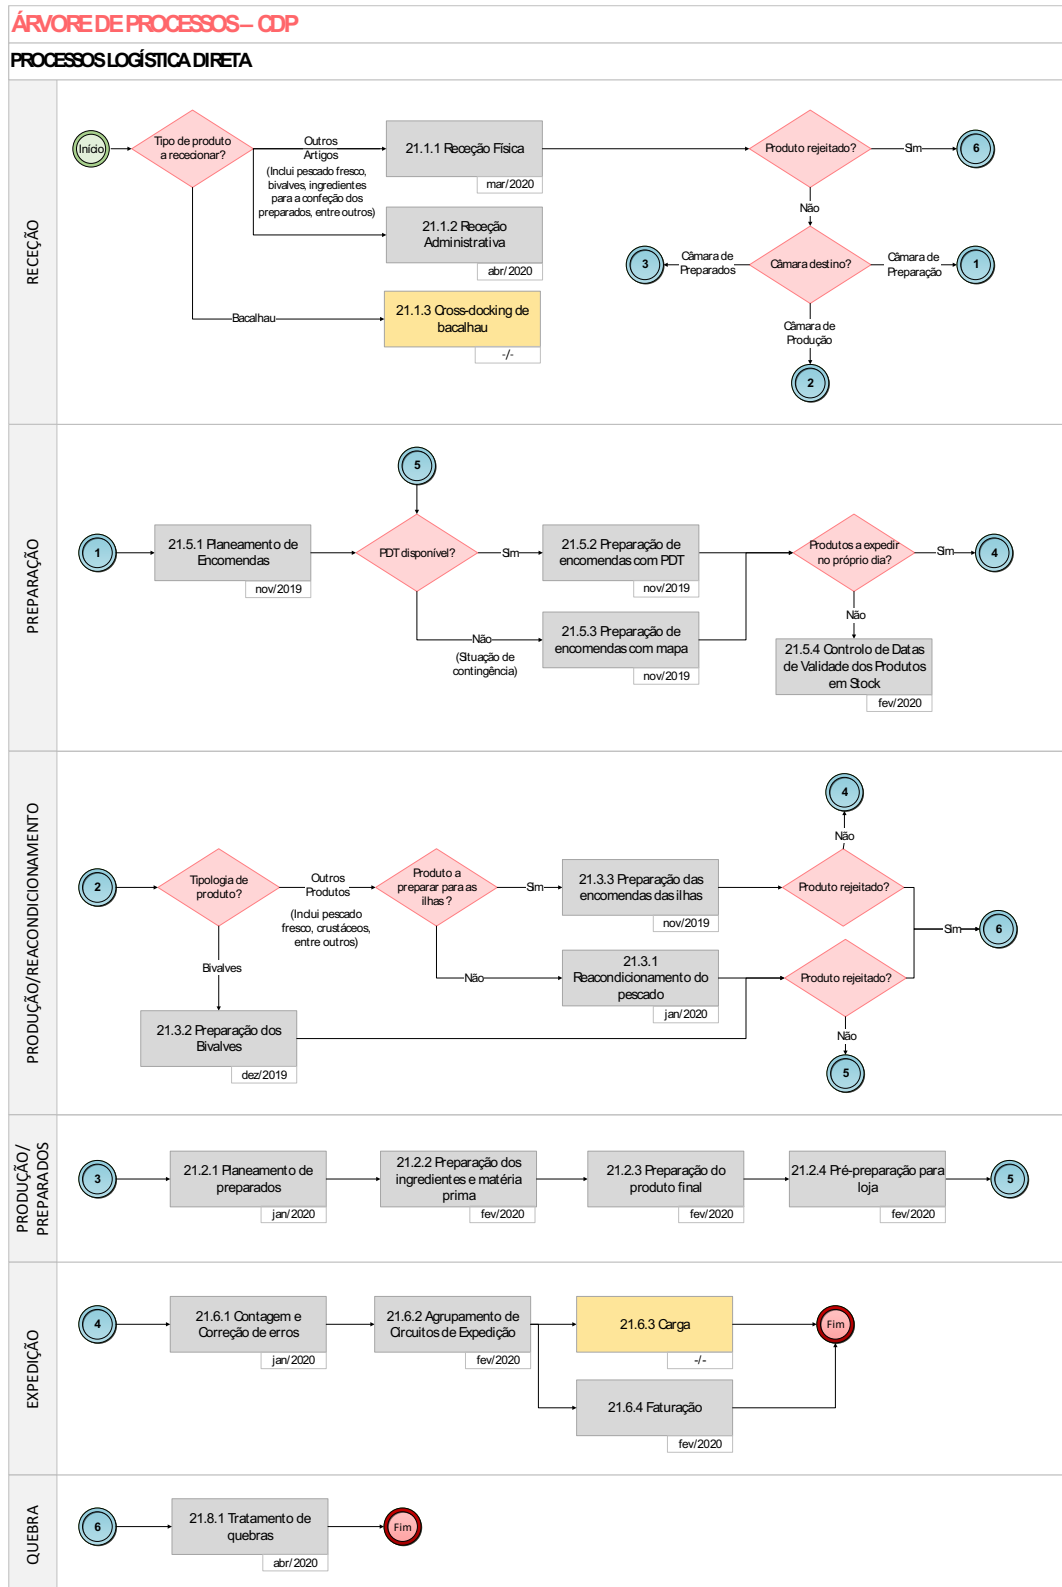 ÁRVORE DE PROCESSOS – CDP
PROCESSOS LOGÍSTICA DIRETA
RECEÇÃO
Início
Tipo de produto
a rececionar?
Outros
Artigos
(Inclui pescado fresco,
bivalves, ingredientes
para a confeção dos
preparados, entre outros)
21.1.1 Receção Física
mar/2020
21.1.2 Receção
Administrativa
abr/2020
Bacalhau
21.1.3 Cross-docking de
bacalhau
-/-
Produto rejeitado?
Sim
6
Não
Câmara destino?
Câmara de
Preparados
3
Câmara de
Preparação
1
Câmara de
Produção
2
PREPARAÇÃO
5
1
21.5.1 Planeamento de
Encomendas
nov/2019
PDT disponível?
Sim
21.5.2 Preparação de
encomendas com PDT
nov/2019
Não
(Situação de
contingência)
21.5.3 Preparação de
encomendas com mapa
nov/2019
Produtos a expedir
no próprio dia?
Sim
4
Não
21.5.4 Controlo de Datas
de Validade dos Produtos
em Stock
fev/2020
PRODUÇÃO/REACONDICIONAMENTO
2
Tipologia de
produto?
Outros
Produtos
(Inclui pescado
fresco, crustáceos,
entre outros)
Bivalves
21.3.2 Preparação dos
Bivalves
dez/2019
Produto a
preparar para as
ilhas ?
Sim
21.3.3 Preparação das
encomendas das ilhas
nov/2019
Não
21.3.1
Reacondicionamento do
pescado
jan/2020
4
Não
Produto rejeitado?
Sim
6
Produto rejeitado?
Não
5
PRODUÇÃO/
PREPARADOS
3
21.2.1 Planeamento de
preparados
jan/2020
21.2.2 Preparação dos
ingredientes e matéria
prima
fev/2020
21.2.3 Preparação do
produto final
fev/2020
21.2.4 Pré-preparação para
loja
fev/2020
5
EXPEDIÇÃO
4
21.6.1 Contagem e
Correção de erros
jan/2020
21.6.2 Agrupamento de
Circuitos de Expedição
fev/2020
21.6.3 Carga
-/-
Fim
21.6.4 Faturação
fev/2020
QUEBRA
6
21.8.1 Tratamento de
quebras
abr/2020
Fim